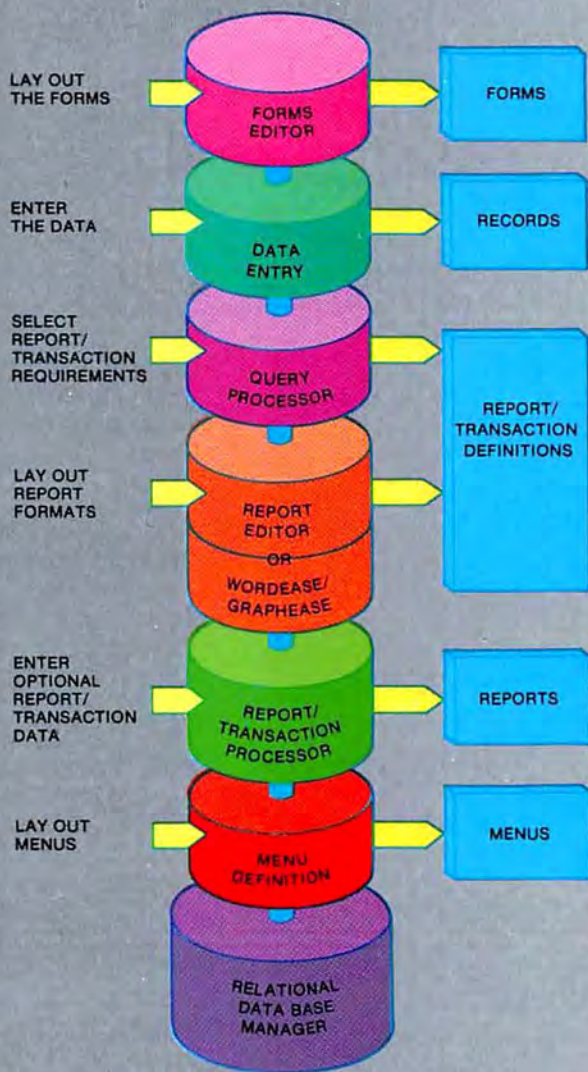 LAY OUT
THE FORMS
FORMS
EDITOR
FORMS
ENTER
THE DATA
DATA
ENTRY
RECORDS
SELECT
REPORT/
TRANSACTION
REQUIREMENTS
QUERY
PROCESSOR
REPORT/
TRANSACTION
DEFINITIONS
LAY OUT
REPORT
FORMATS
REPORT
EDITOR
OR
WORDEASE/
GRAPHEASE
ENTER
OPTIONAL
REPORT/
TRANSACTION
DATA
REPORT/
TRANSACTION
PROCESSOR
REPORTS
LAY OUT
MENUS
MENU
DEFINITION
MENUS
RELATIONAL
DATA BASE
MANAGER